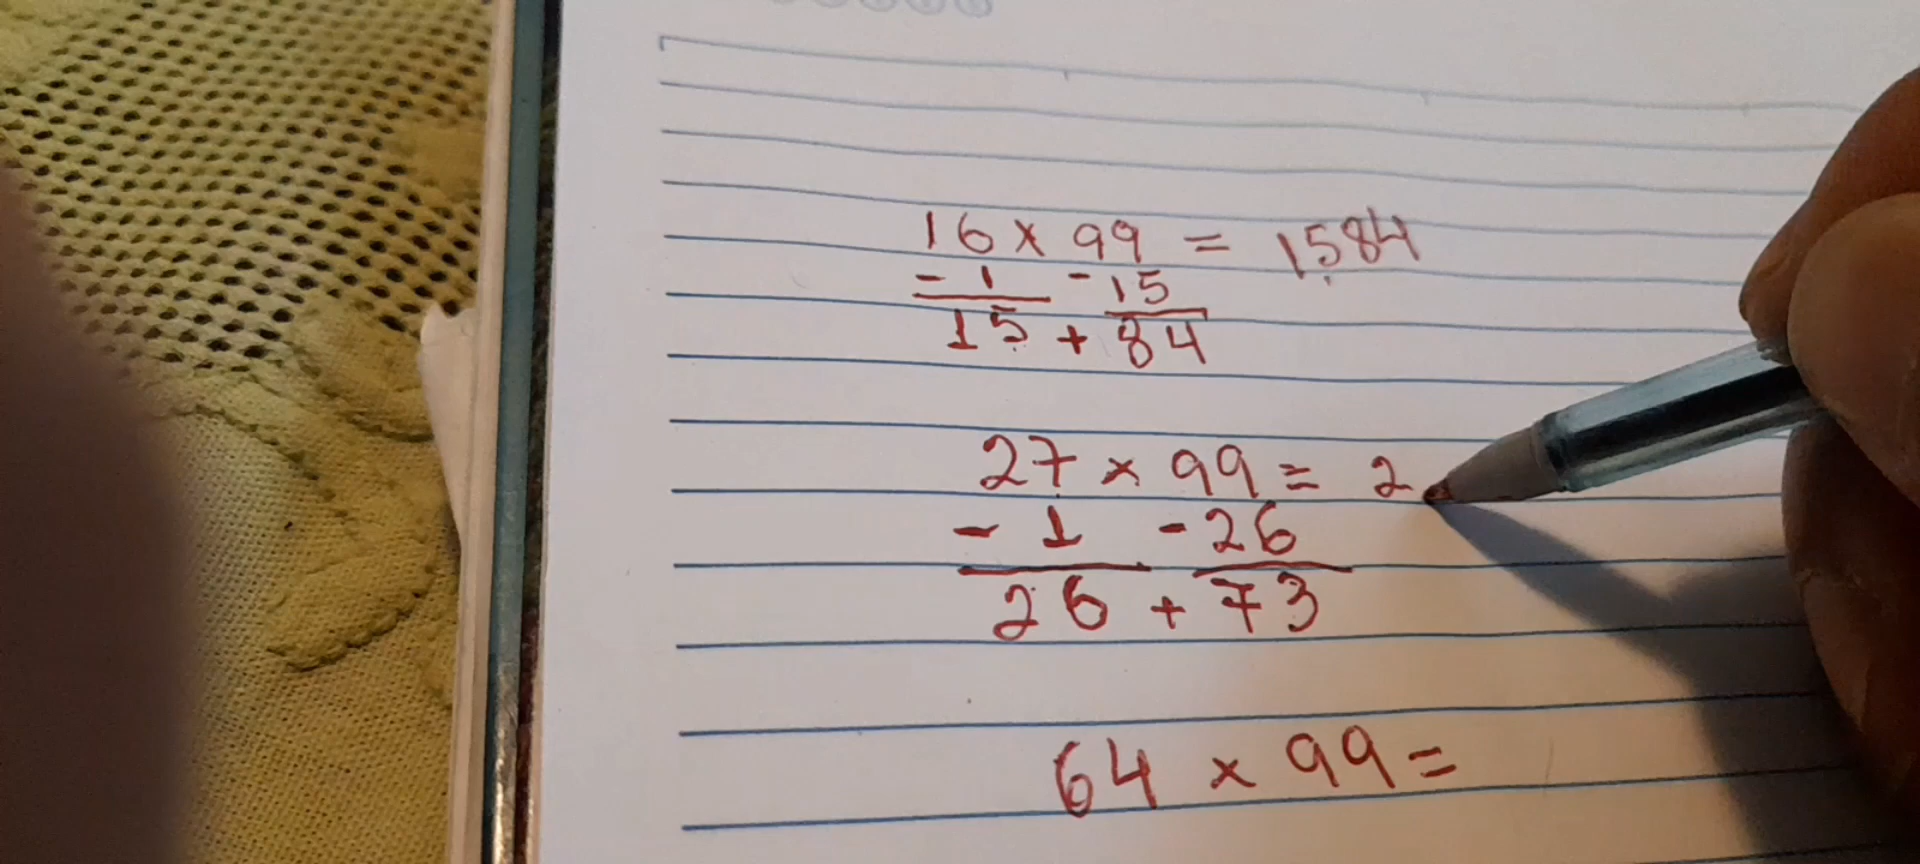 16 x 99 = 1584
- 1 - 15
15 + 84
27 x 99 = 2
- 1 - 26
26 + 73
64 x 99 =